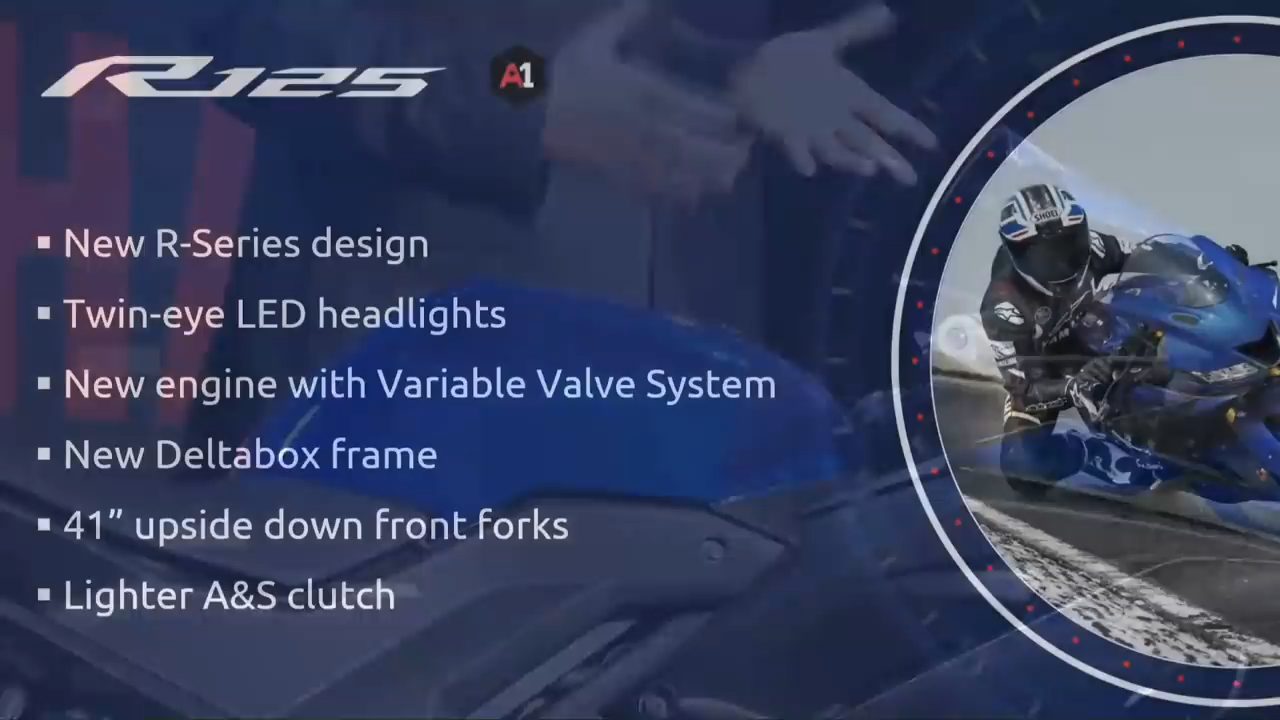 R125
A1
SHOEI
New R-Series design
Twin-eye LED headlights
New engine with Variable Valve System
New Deltabox frame
41” upside down front forks
Lighter A&S clutch